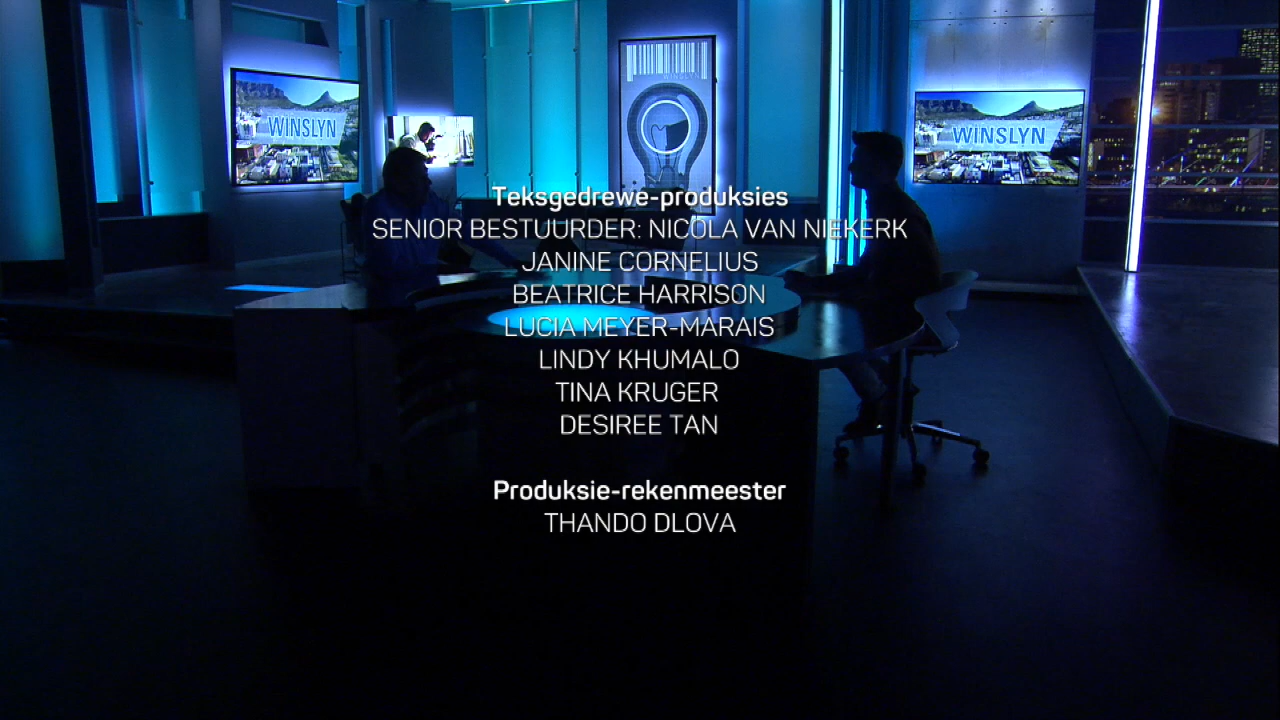 WINSLYN
WINSLYN
WINSLYN
Teksgedrewe-produksies
SENIOR BESTUURDER: NICOLA VAN NIEKERK
JANINE CORNELIUS
BEATRICE HARRISON
LUCIA MEYER-MARAIS
LINDY KHUMALO
TINA KRUGER
DESIREE TAN
Produksie-rekenmeester
THANDO DLOVA